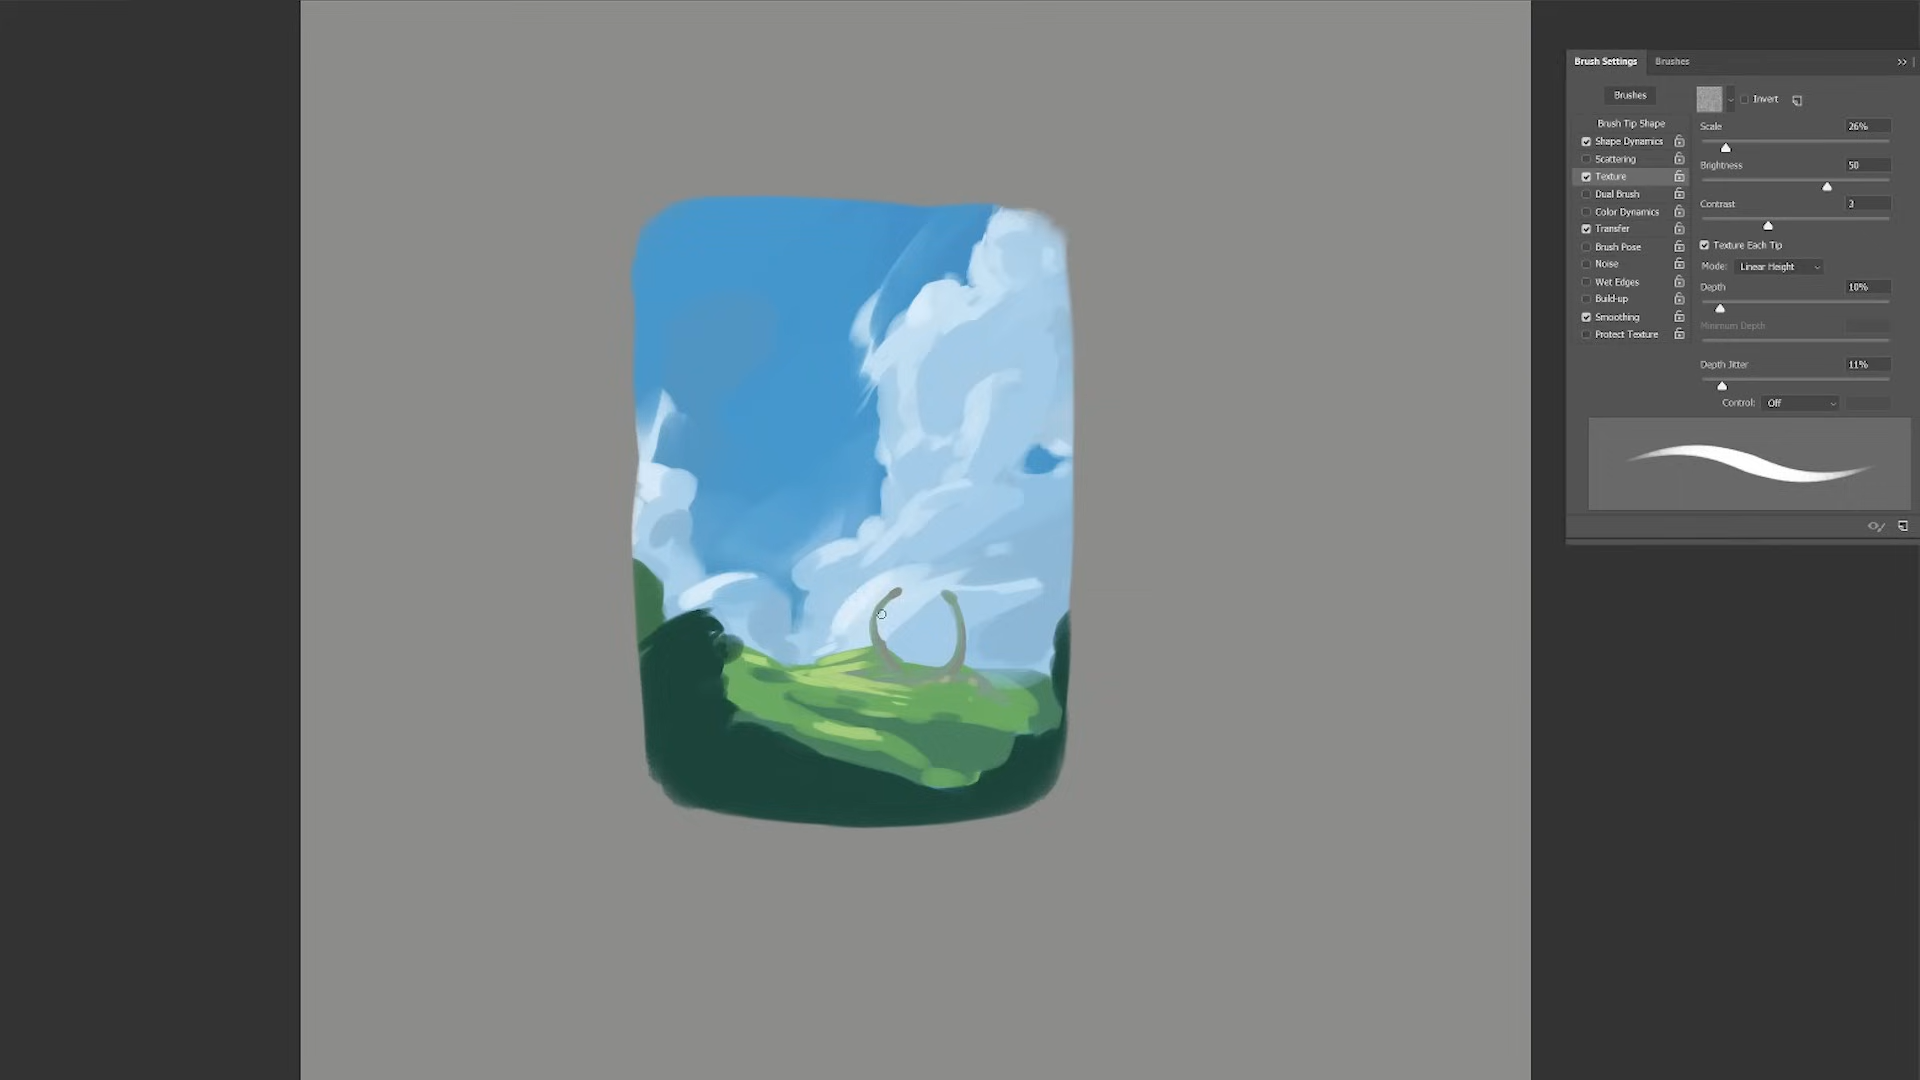 Brush Settings Brushes
Brushes
Invert
Brush Tip Shape
Shape Dynamics
Scattering
Texture
Dual Brush
Color Dynamics
Transfer
Brush Pose
Noise
Wet Edges
Build-up
Smoothing
Protect Texture
Scale 26%
Brightness 50
Contrast 3
Texture Each Tip
Mode: Linear Height
Depth 10%
Minimum Depth
Depth Jitter 11%
Control: Off